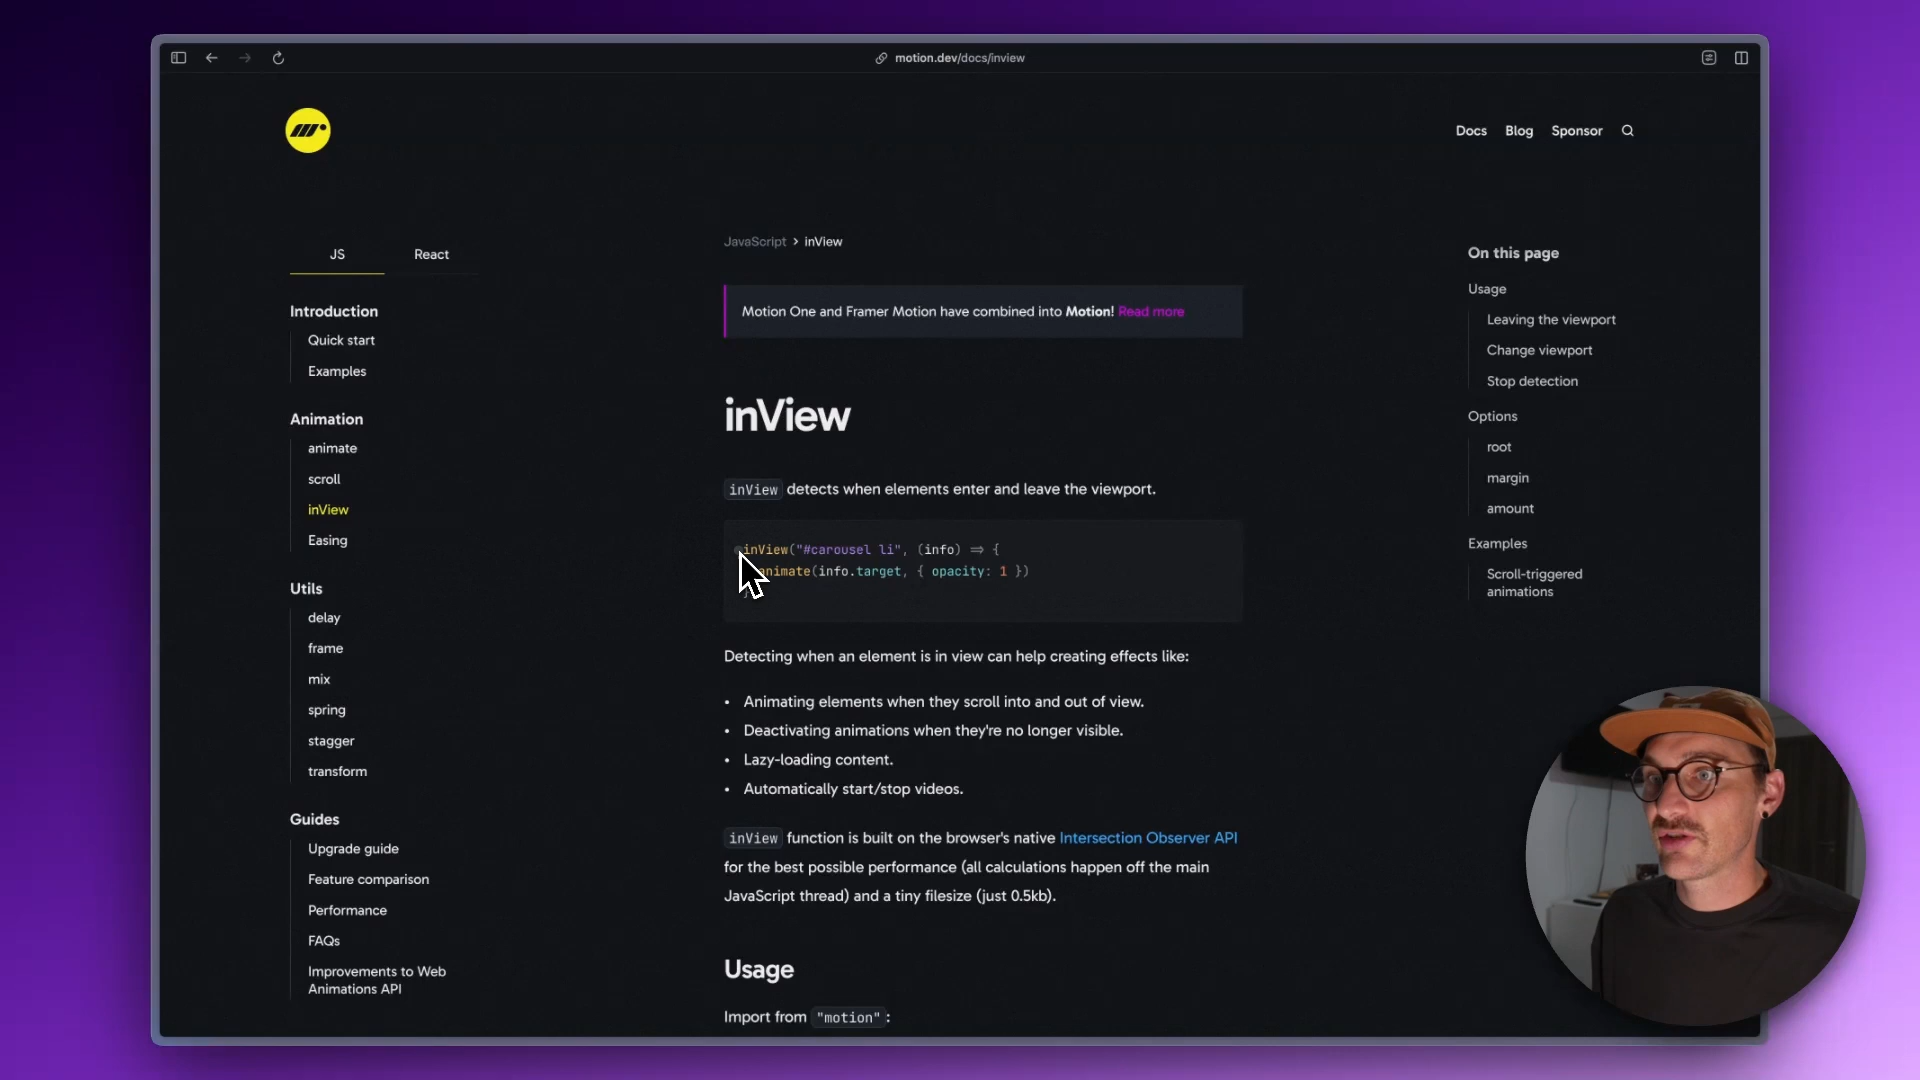 motion.dev/docs/inview
Docs
Blog
Sponsor
JS
React
Introduction
Quick start
Examples
Animation
animate
scroll
inView
Easing
Utils
delay
frame
mix
spring
stagger
transform
Guides
Upgrade guide
Feature comparison
Performance
FAQs
Improvements to Web
Animations API
JavaScript > inView
Motion One and Framer Motion have combined into Motion! Read more
inView
inView detects when elements enter and leave the viewport.
inView("#carousel li", (info) => {
animate(info.target, { opacity: 1 })
Detecting when an element is in view can help creating effects like:
• Animating elements when they scroll into and out of view.
• Deactivating animations when they're no longer visible.
• Lazy-loading content.
• Automatically start/stop videos.
inView function is built on the browser's native Intersection Observer API
for the best possible performance (all calculations happen off the main
JavaScript thread) and a tiny filesize (just 0.5kb).
Usage
Import from "motion":
On this page
Usage
Leaving the viewport
Change viewport
Stop detection
Options
root
margin
amount
Examples
Scroll-triggered
animations